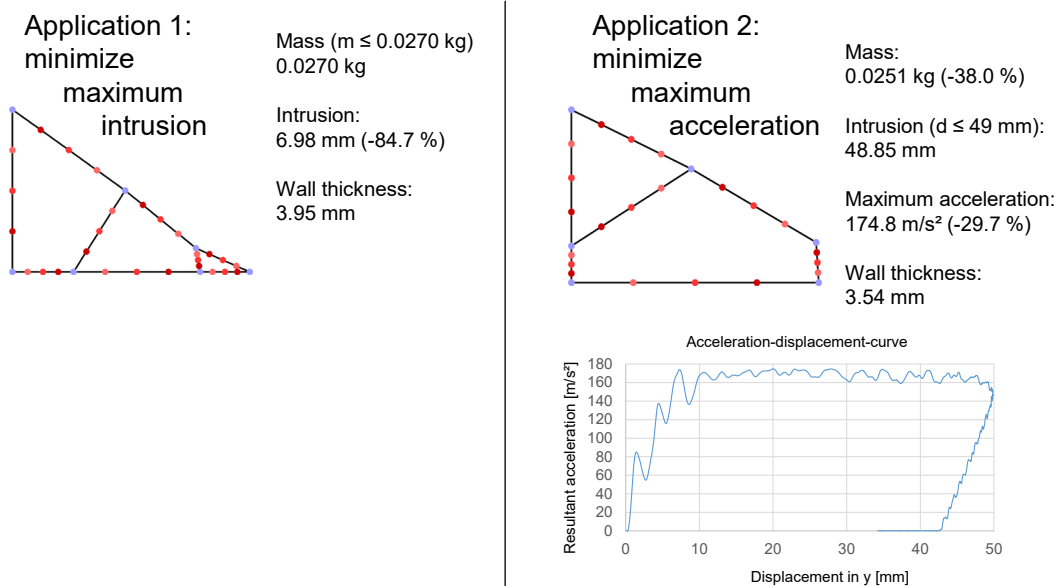 Application 1:
minimize
maximum
intrusion
Mass (m ≤ 0.0270 kg)
0.0270 kg
Intrusion:
6.98 mm (-84.7 %)
Wall thickness:
3.95 mm
Application 2:
minimize
maximum
acceleration
Mass:
0.0251 kg (-38.0 %)
Intrusion (d ≤ 49 mm):
48.85 mm
Maximum acceleration:
174.8 m/s² (-29.7 %)
Wall thickness:
3.54 mm
Acceleration-displacement-curve
Resultant acceleration [m/s²]
180
160
140
120
100
80
60
40
20
0
0 10 20 30 40 50
Displacement in y [mm]